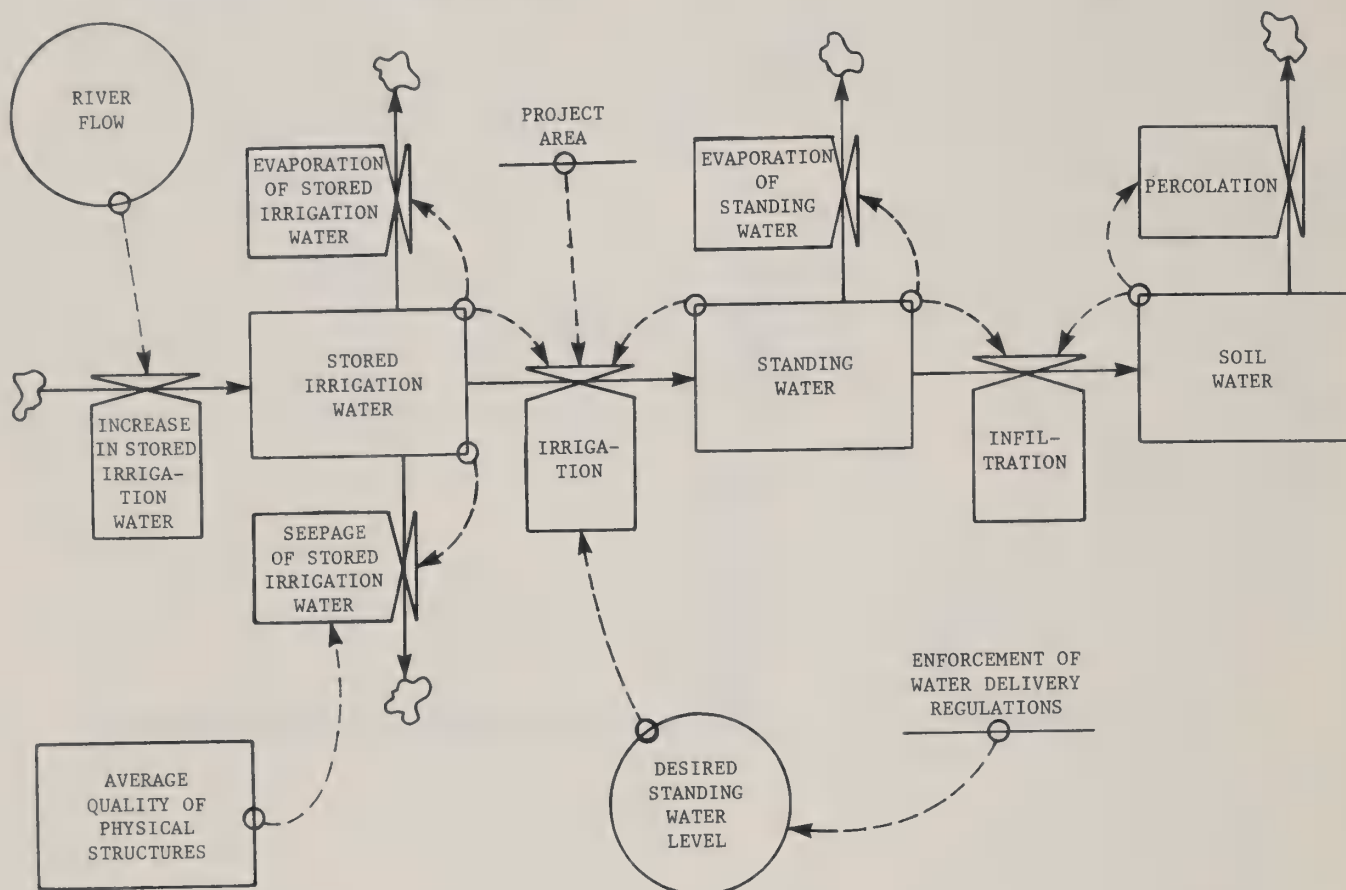 RIVER
FLOW
PROJECT
AREA
EVAPORATION
OF STORED
IRRIGATION
WATER
EVAPORATION
OF
STANDING
WATER
PERCOLATION
STORED
IRRIGATION
WATER
STANDING
WATER
SOIL
WATER
INCREASE
IN STORED
IRRIGA-
TION
WATER
IRRIGA-
TION
INFIL-
TRATION
SEEPAGE
OF STORED
IRRIGATION
WATER
ENFORCEMENT OF
WATER DELIVERY
REGULATIONS
AVERAGE
QUALITY OF
PHYSICAL
STRUCTURES
DESIRED
STANDING
WATER
LEVEL